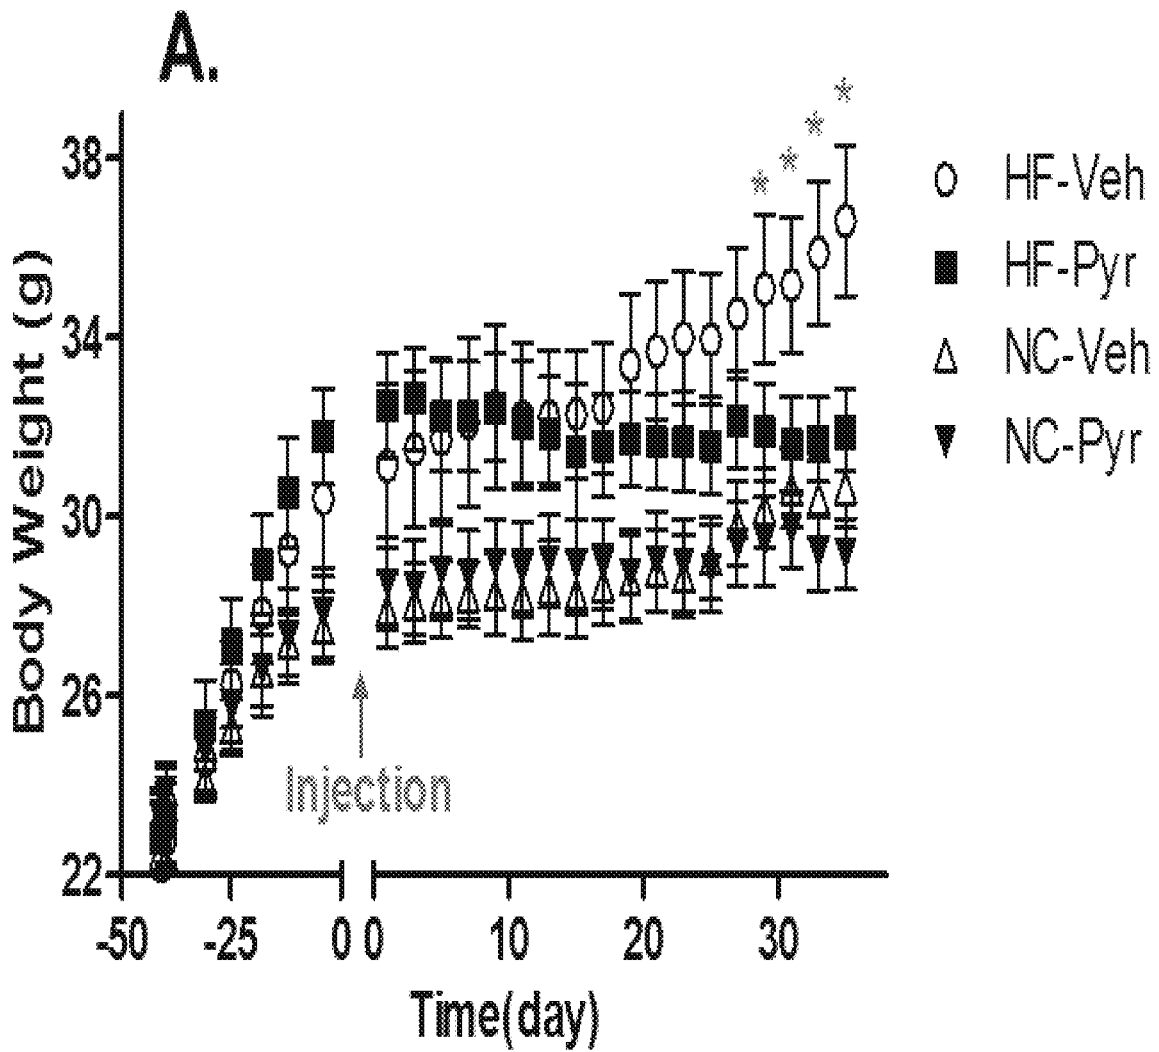 A.
*
*
*
*
38
34
30
26
22
Body Weight (g)
HF-Veh
HF-Pyr
NC-Veh
NC-Pyr
Injection
-50 -25 0 0 10 20 30
Time(day)